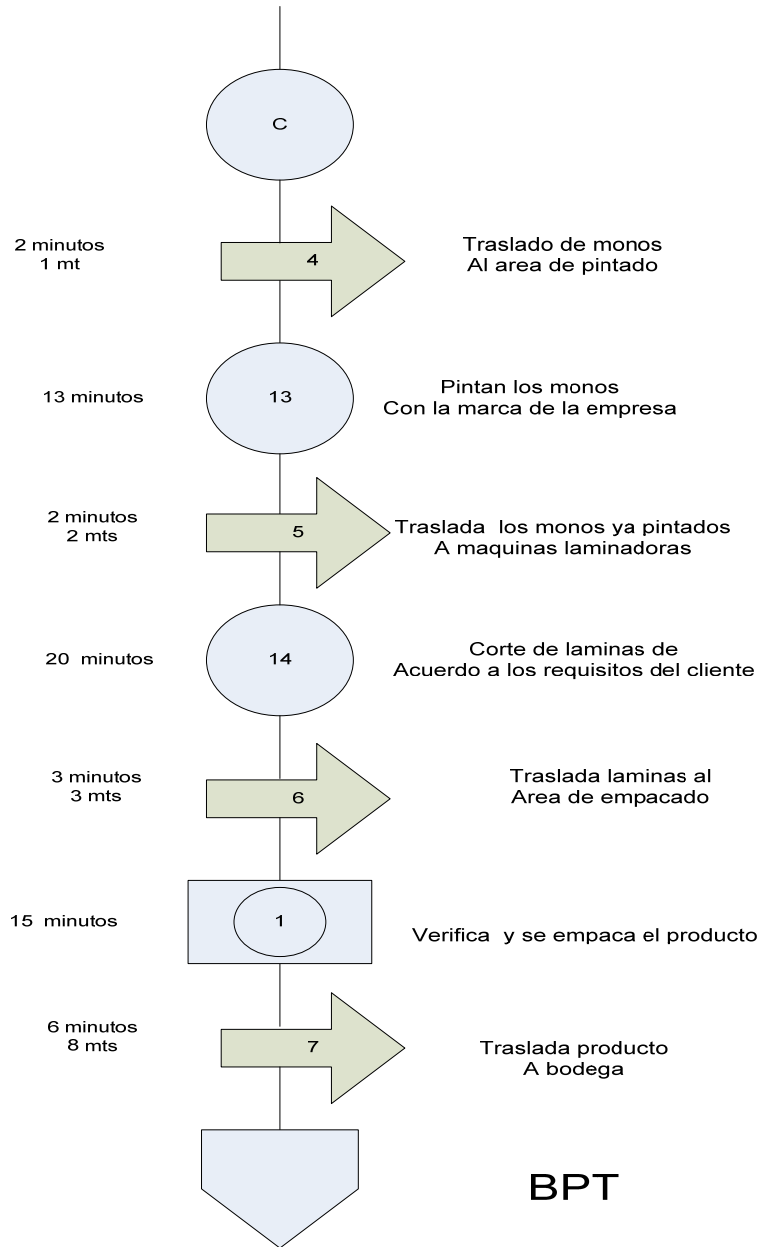 C
2 minutos
1 mt
4
Traslado de monos
Al area de pintado
13 minutos
13
Pintan los monos
Con la marca de la empresa
2 minutos
2 mts
5
Traslada los monos ya pintados
A maquinas laminadoras
20 minutos
14
Corte de laminas de
Acuerdo a los requisitos del cliente
3 minutos
3 mts
6
Traslada laminas al
Area de empacado
15 minutos
1
Verifica y se empaca el producto
6 minutos
8 mts
7
Traslada producto
A bodega
BPT